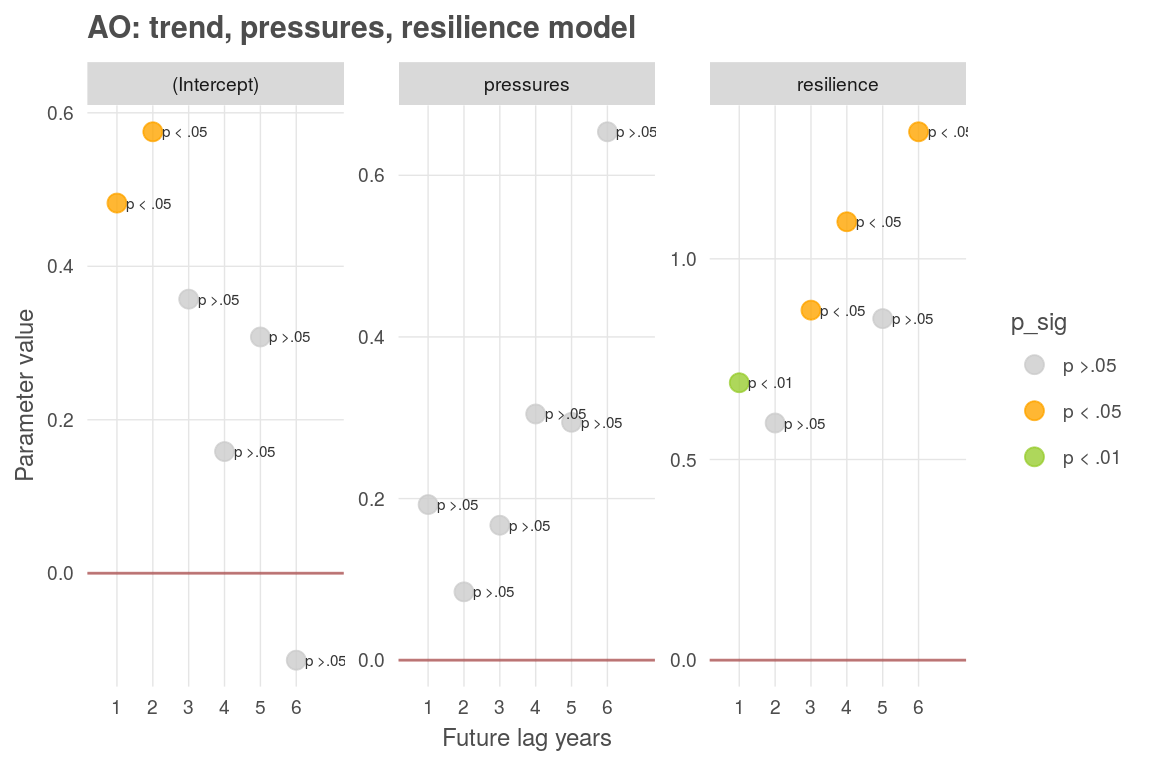 AO: trend, pressures, resilience model
(Intercept)
pressures
resilience
Parameter value
0.6
0.4
0.2
0.0
p < .05
p < .05
p >.05
p >.05
p >.05
p >.05
1 2 3 4 5 6
0.6
0.4
0.2
0.0
p >.05
p >.05
p >.05
p >.05
p >.05
p >.05
1 2 3 4 5 6
1.0
0.5
0.0
p < .05
p < .05
p < .05
p >.05
p < .01
p >.05
1 2 3 4 5 6
Future lag years
p_sig
p >.05
p < .05
p < .01